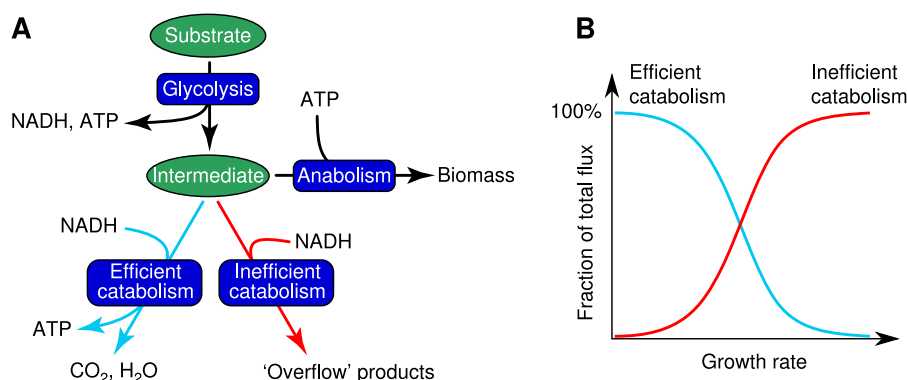 A
Substrate
Glycolysis
NADH, ATP
ATP
Intermediate
Anabolism
Biomass
NADH
NADH
Efficient
catabolism
Inefficient
catabolism
ATP
CO₂, H₂O
‘Overflow’ products
B
Efficient
catabolism
Inefficient
catabolism
100%
Fraction of total flux
Growth rate